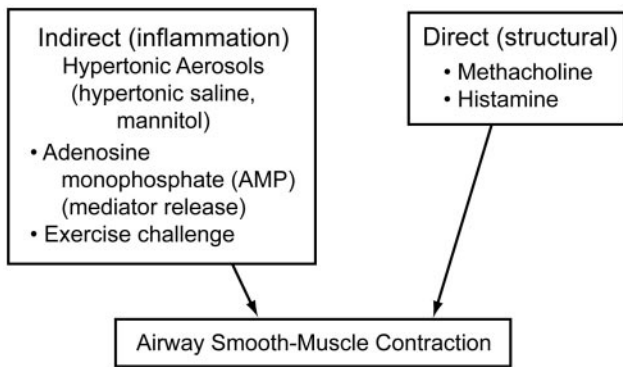 Indirect (inflammation)
Hypertonic Aerosols
(hypertonic saline,
mannitol)
• Adenosine
monophosphate (AMP)
(mediator release)
• Exercise challenge
Direct (structural)
• Methacholine
• Histamine
Airway Smooth-Muscle Contraction